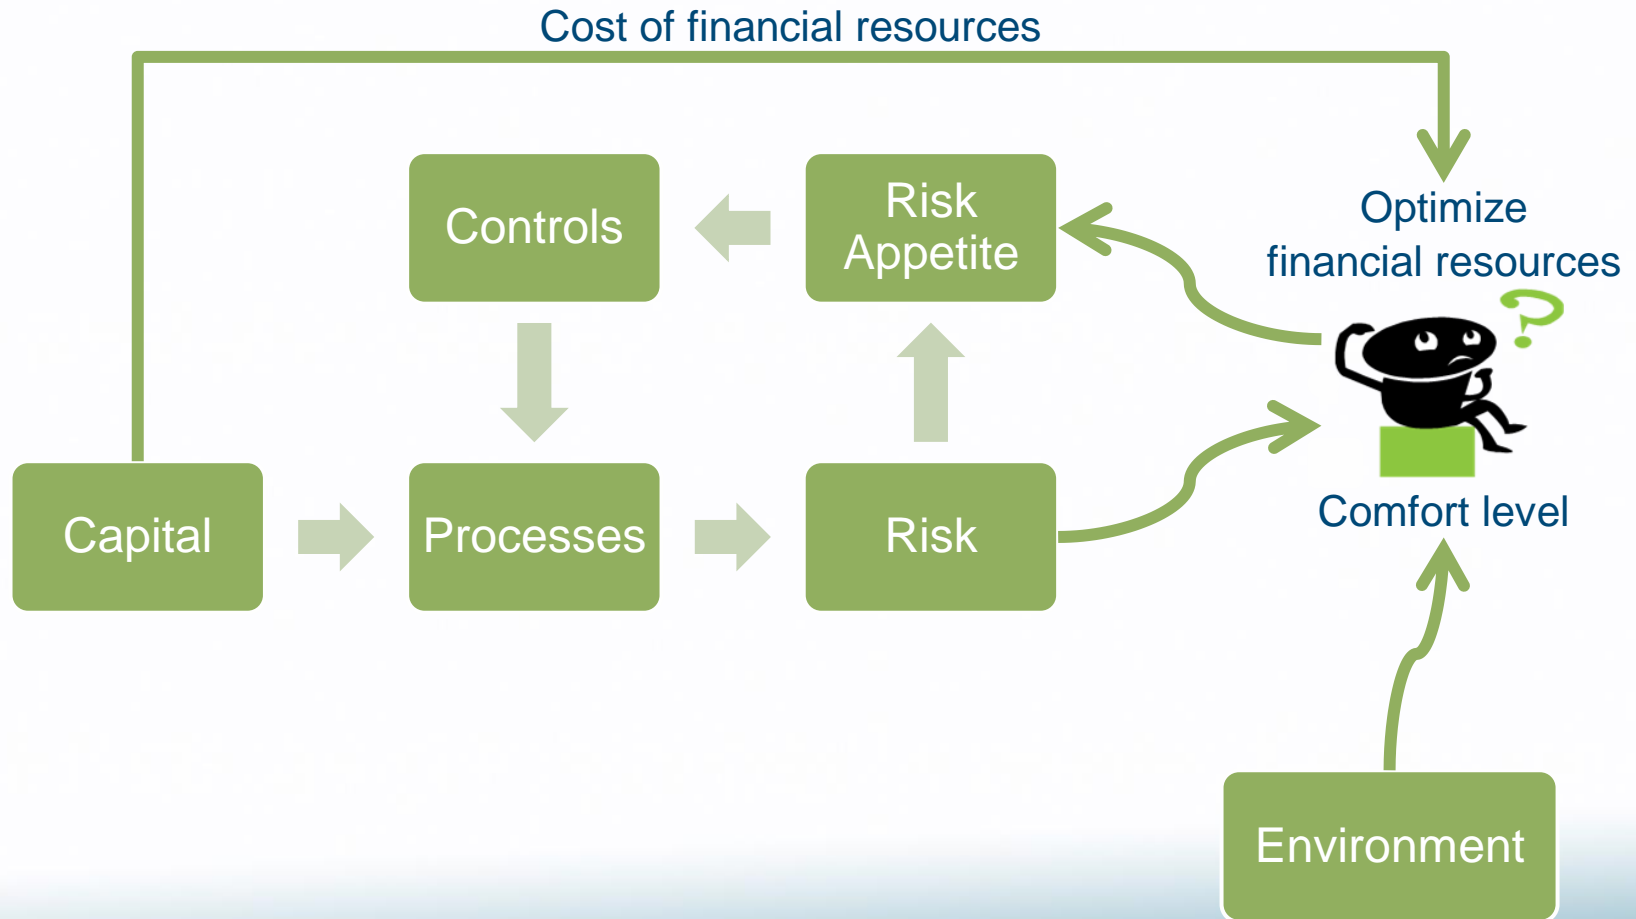 Cost of financial resources
Controls
Risk
Appetite
Optimize
financial resources
?
Capital
Processes
Risk
Comfort level
Environment